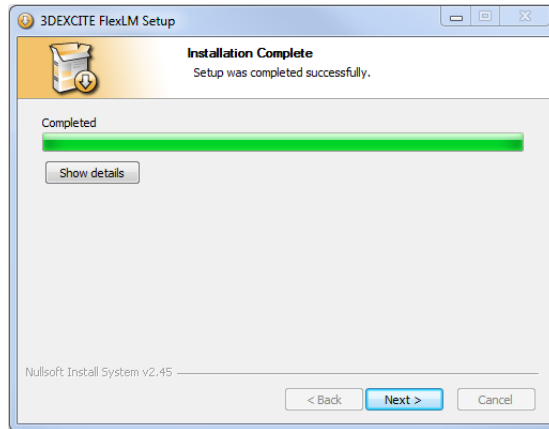 3DEXCITE FlexLM Setup
Installation Complete
Setup was completed successfully.
Completed
Show details
Nullsoft Install System v2.45
< Back
Next >
Cancel